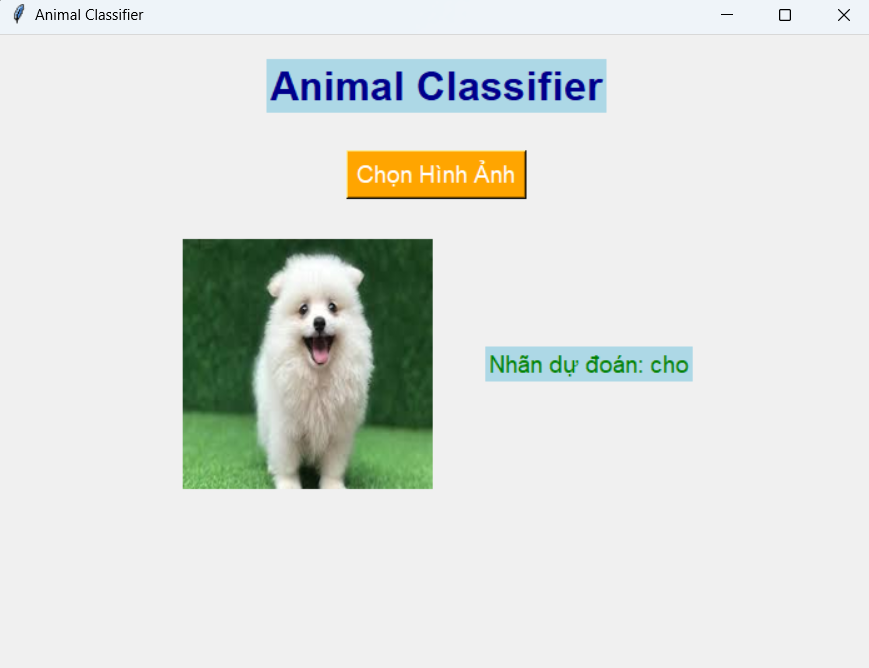 Animal Classifier
Animal Classifier
Chọn Hình Ảnh
Nhãn dự đoán: cho